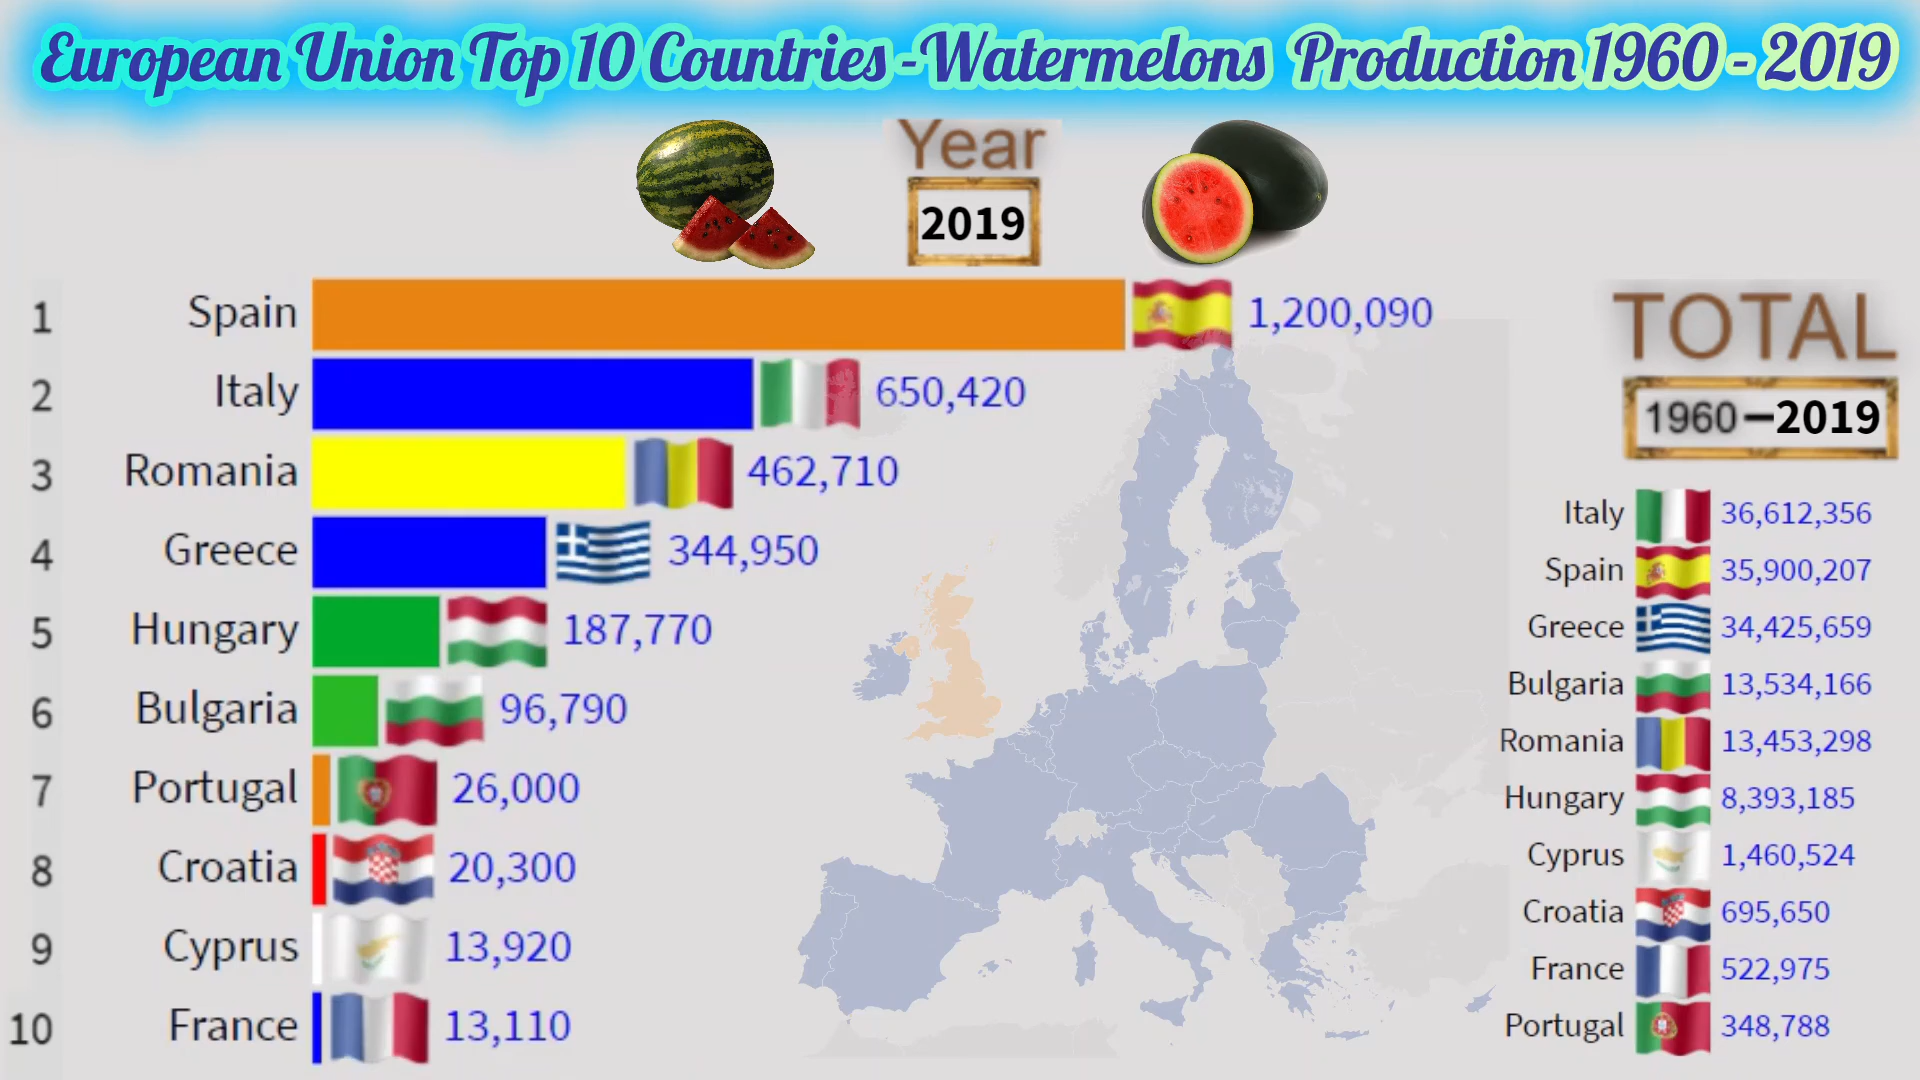 European Union Top 10 Countries - Watermelons Production 1960 - 2019
Year
2019
1 Spain 1,200,090
2 Italy 650,420
3 Romania 462,710
4 Greece 344,950
5 Hungary 187,770
6 Bulgaria 96,790
7 Portugal 26,000
8 Croatia 20,300
9 Cyprus 13,920
10 France 13,110
TOTAL
1960 – 2019
Italy 36,612,356
Spain 35,900,207
Greece 34,425,659
Bulgaria 13,534,166
Romania 13,453,298
Hungary 8,393,185
Cyprus 1,460,524
Croatia 695,650
France 522,975
Portugal 348,788